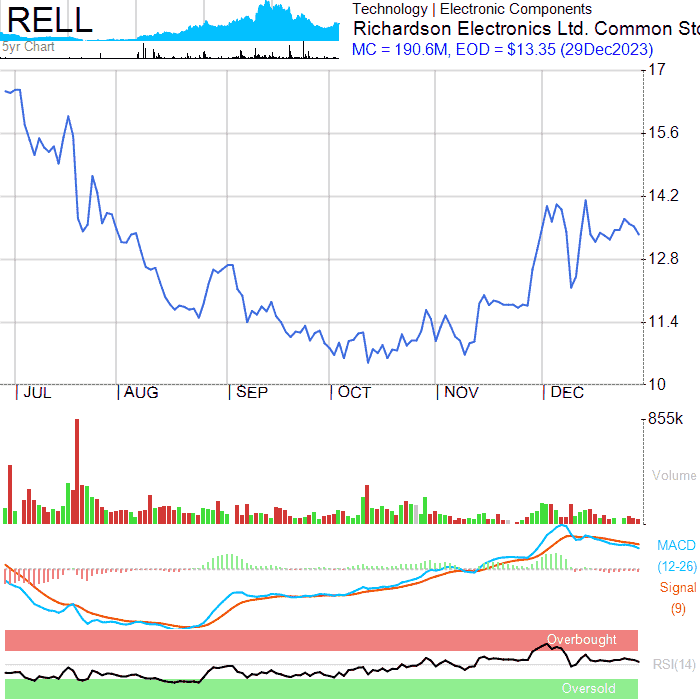 RELL
5yr Chart
Technology | Electronic Components
Richardson Electronics Ltd. Common Sto
MC = 190.6M, EOD = $13.35 (29Dec2023)
17
15.6
14.2
12.8
11.4
10
JUL
AUG
SEP
OCT
NOV
DEC
855k
Volume
MACD
(12-26)
Signal
(9)
Overbought
RSI(14)
Oversold